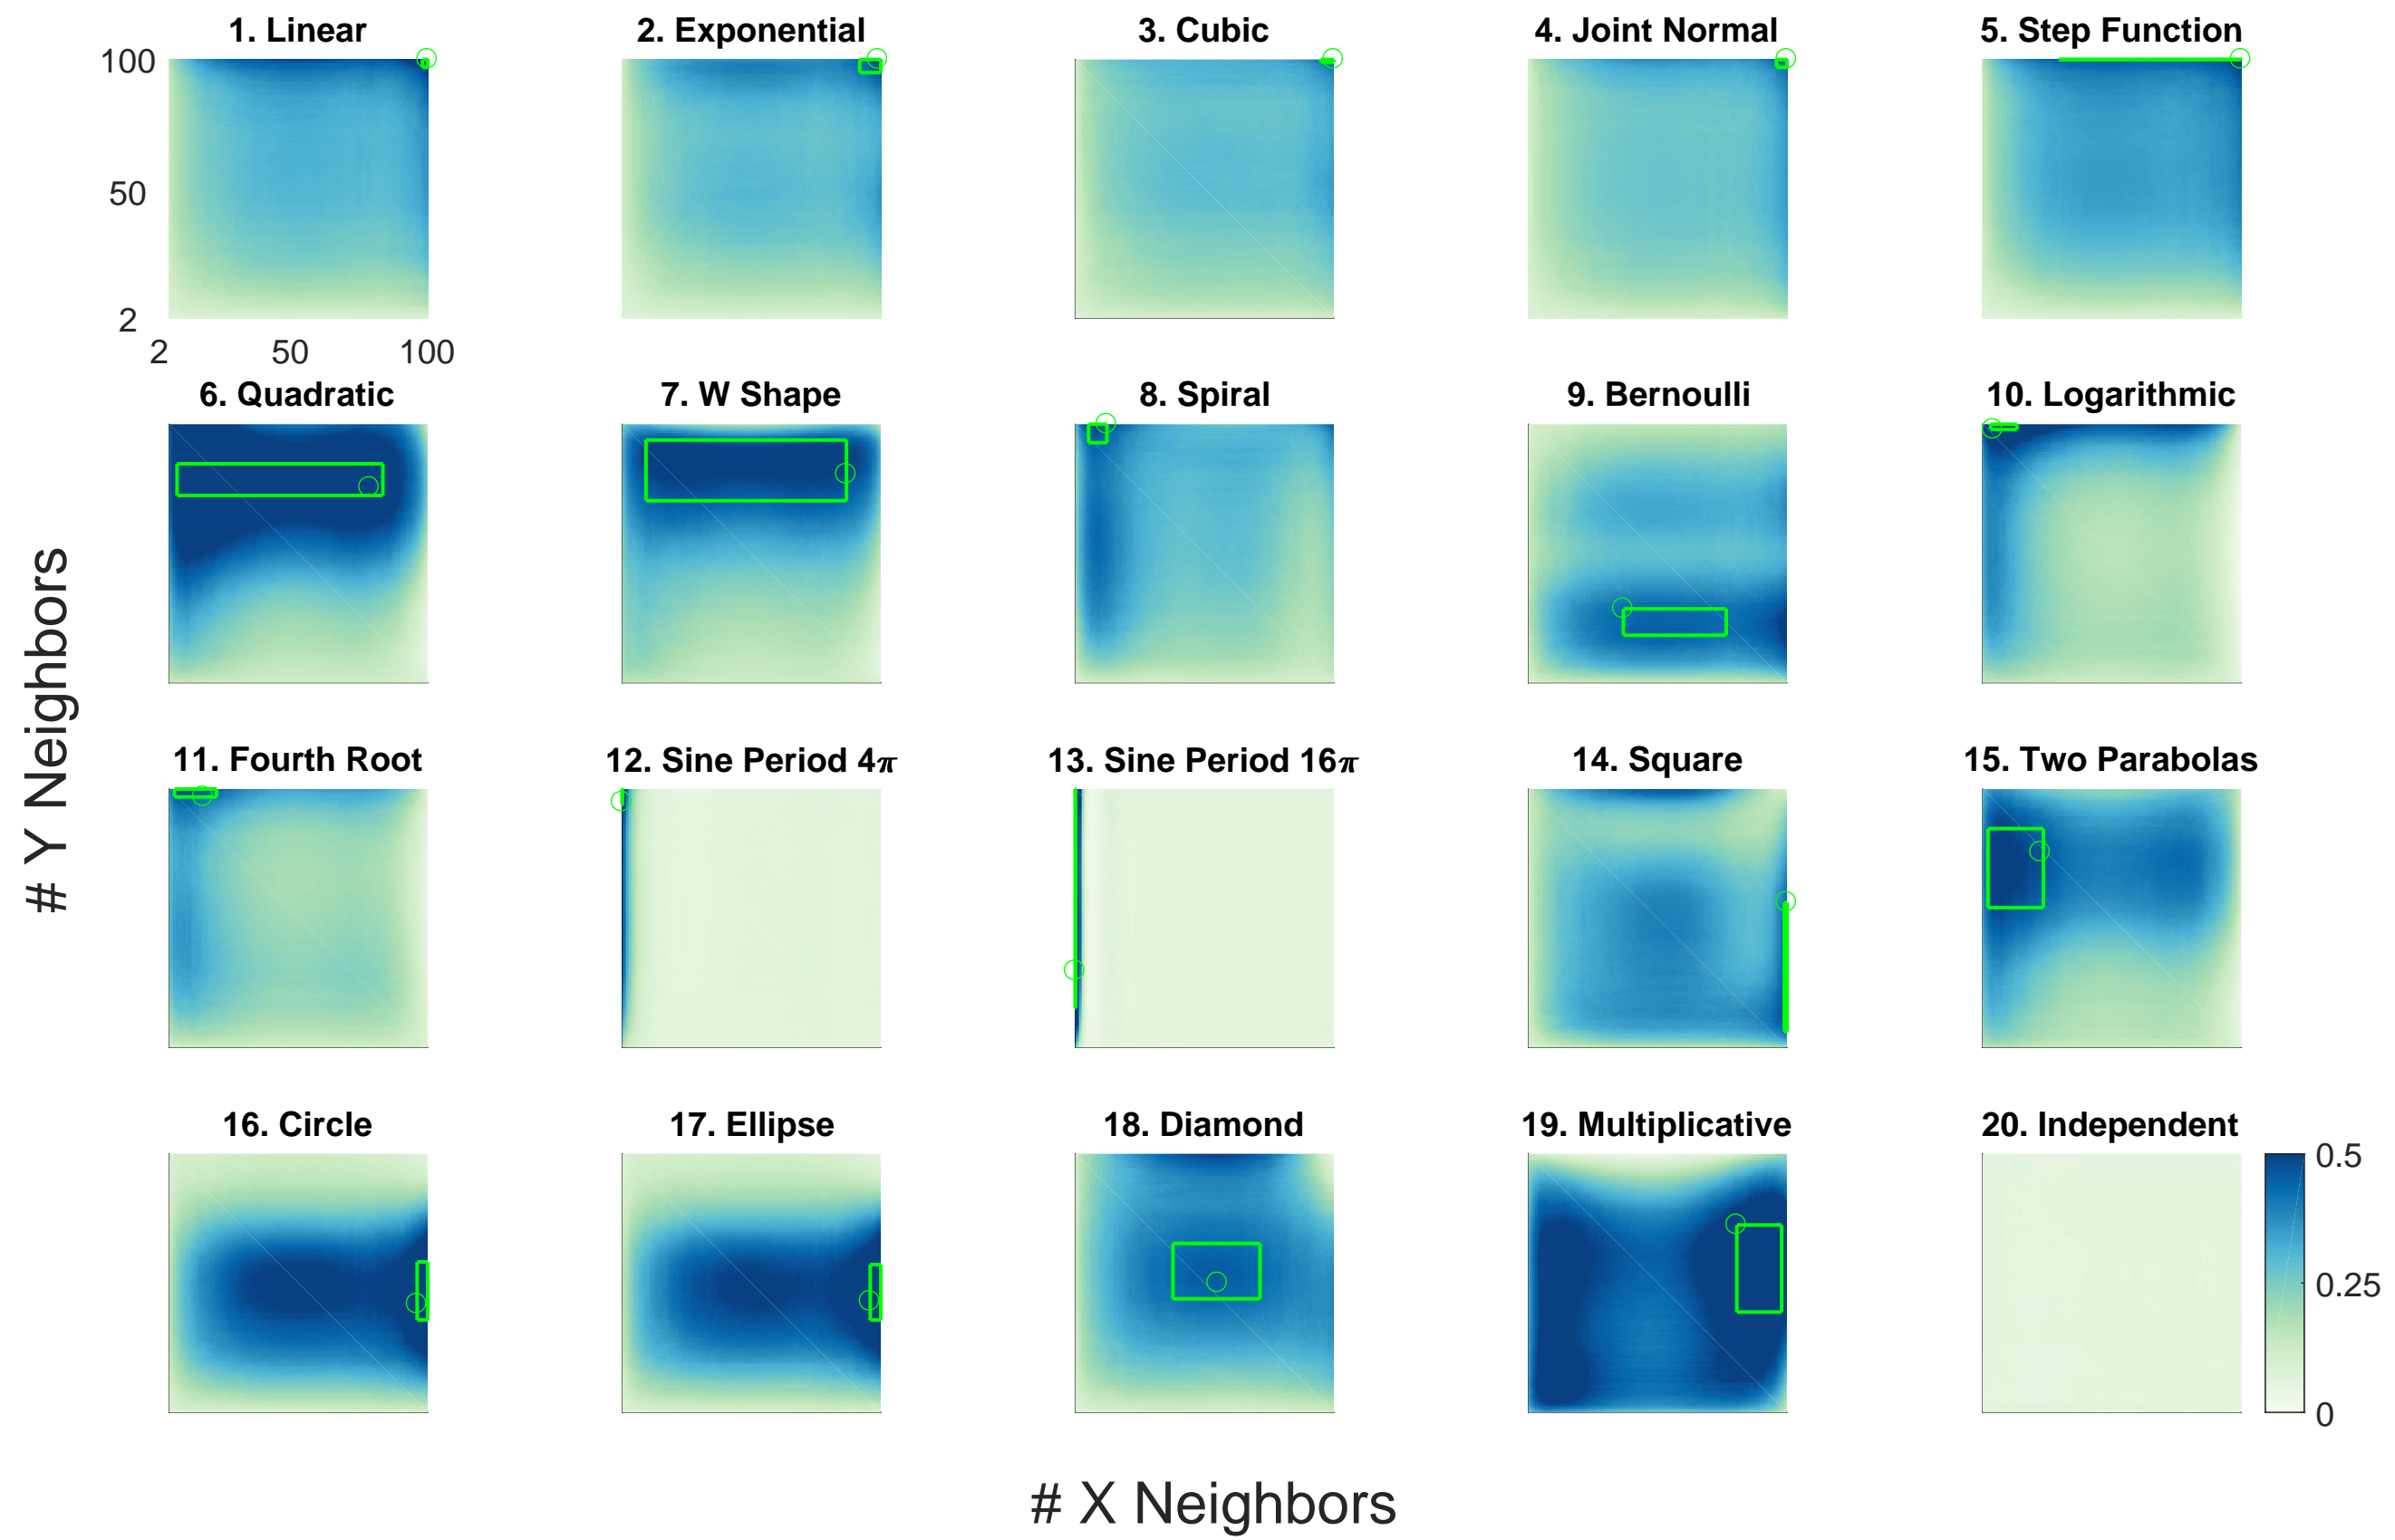 1. Linear
2. Exponential
3. Cubic
4. Joint Normal
5. Step Function
100
50
2
2 50 100
6. Quadratic
7. W Shape
8. Spiral
9. Bernoulli
10. Logarithmic
# Y Neighbors
11. Fourth Root
12. Sine Period 4π
13. Sine Period 16π
14. Square
15. Two Parabolas
16. Circle
17. Ellipse
18. Diamond
19. Multiplicative
20. Independent
0.5
0.25
0
# X Neighbors